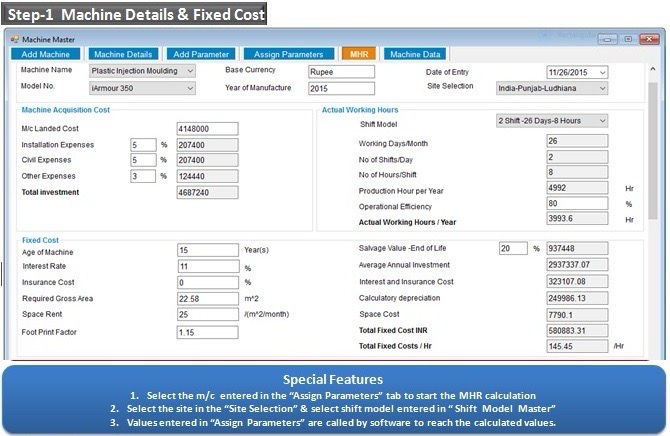 Step-1 Machine Details & Fixed Cost
Machine Master
Add Machine Machine Details Add Parameter Assign Parameters MHR Machine Data
Machine Name Plastic Injection Moulding Base Currency Rupee Date of Entry 11/26/2015
Model No. iArmour 350 Year of Manufacture 2015 Site Selection India-Punjab-Ludhiana
Machine Acquisition Cost
M/c Landed Cost 4148000
Installation Expenses 5 % 207400
Civil Expenses 5 % 207400
Other Expenses 3 % 124440
Total investment 4687240
Actual Working Hours
Shift Model 2 Shift -26 Days-8 Hours
Working Days/Month 26
No of Shifts/Day 2
No of Hours/Shift 8
Production Hour per Year 4992 Hr
Operational Efficiency 80 %
Actual Working Hours / Year 3993.6 Hr
Fixed Cost
Age of Machine 15 Year(s)
Interest Rate 11 %
Insurance Cost 0 %
Required Gross Area 22.58 m^2
Space Rent 25 /(m^2/month)
Foot Print Factor 1.15
Salvage Value -End of Life 20 % 937448
Average Annual Investment 2937337.07
Interest and Insurance Cost 323107.08
Calculatory depreciation 249986.13
Space Cost 7790.1
Total Fixed Cost INR 580883.31
Total Fixed Costs / Hr 145.45 /Hr
Special Features
1. Select the m/c entered in the “Assign Parameters” tab to start the MHR calculation
2. Select the site in the “Site Selection” & select shift model entered in “ Shift Model Master”
3. Values entered in “Assign Parameters” are called by software to reach the calculated values.